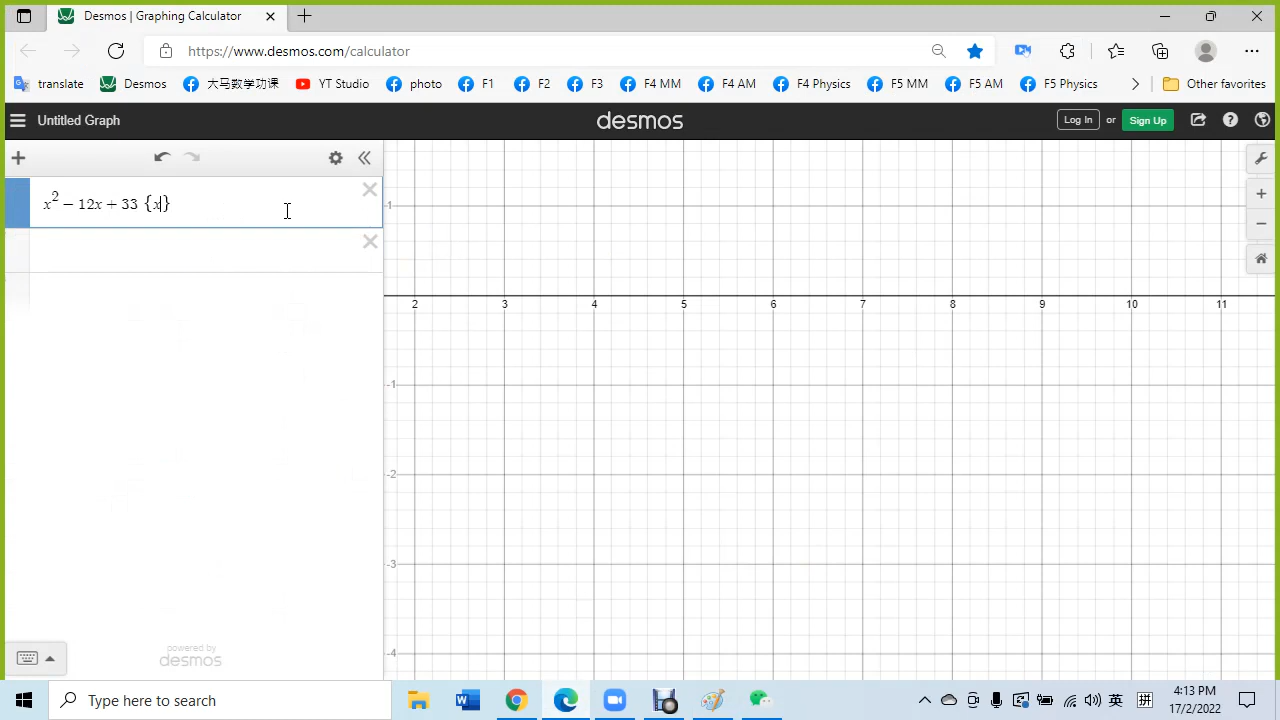 Desmos | Graphing Calculator
https://www.desmos.com/calculator
translate Desmos 大马数学功课 YT Studio photo F1 F2 F3 F4 MM F4 AM F4 Physics F5 MM F5 AM F5 Physics Other favorites
Untitled Graph desmos Log In or Sign Up
x² − 12x + 33 {x}
1
2 3 4 5 6 7 8 9 10 11
-1
-2
-3
-4
powered by
desmos
Type here to search
英 拼
4:13 PM
17/2/2022